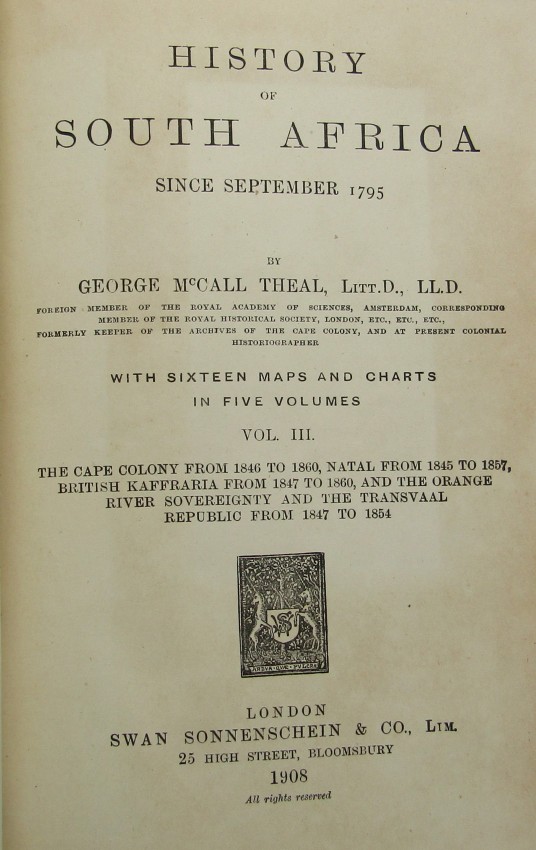 HISTORY
OF
SOUTH AFRICA
SINCE SEPTEMBER 1795
BY
GEORGE McCALL THEAL, LITT.D., LL.D.
FOREIGN MEMBER OF THE ROYAL ACADEMY OF SCIENCES, AMSTERDAM, CORRESPONDING
MEMBER OF THE ROYAL HISTORICAL SOCIETY, LONDON, ETC., ETC., ETC.,
FORMERLY KEEPER OF THE ARCHIVES OF THE CAPE COLONY, AND AT PRESENT COLONIAL
HISTORIOGRAPHER
WITH SIXTEEN MAPS AND CHARTS
IN FIVE VOLUMES
VOL. III.
THE CAPE COLONY FROM 1846 TO 1860, NATAL FROM 1845 TO 1857,
BRITISH KAFFRARIA FROM 1847 TO 1860, AND THE ORANGE
RIVER SOVEREIGNTY AND THE TRANSVAAL
REPUBLIC FROM 1847 TO 1854
ARDUA QUÆ PULCRA
LONDON
SWAN SONNENSCHEIN & CO., LIM.
25 HIGH STREET, BLOOMSBURY
1908
All rights reserved